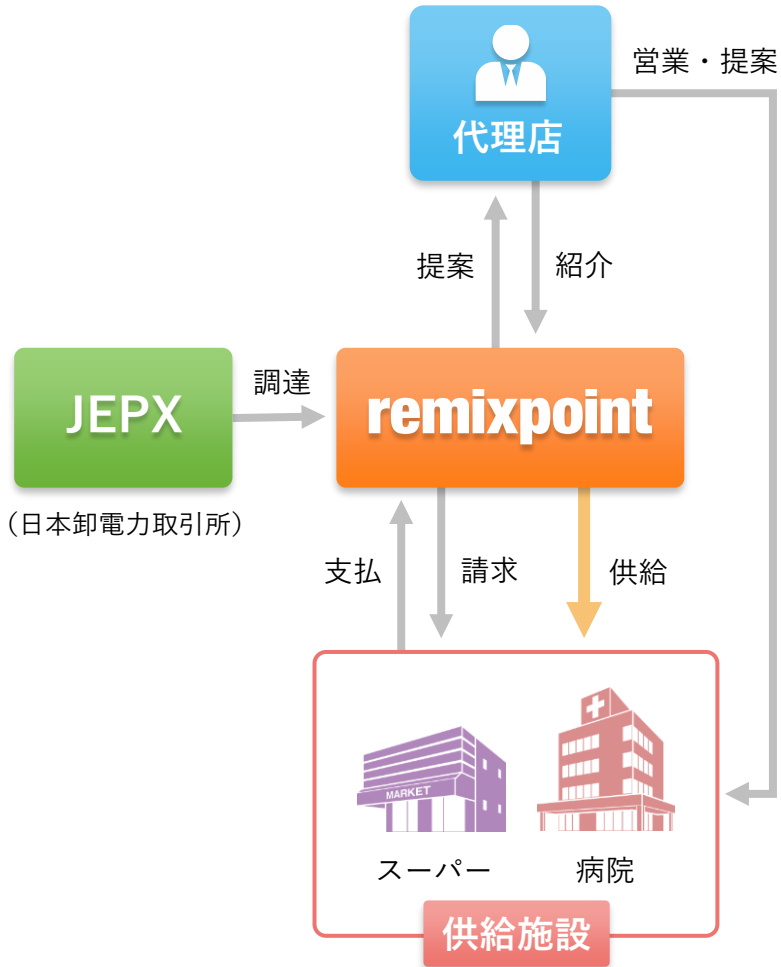 営業・提案
代理店
提案
紹介
JEPX
調達
remixpoint
（日本卸電力取引所）
支払
請求
供給
MARKET
スーパー
病院
供給施設